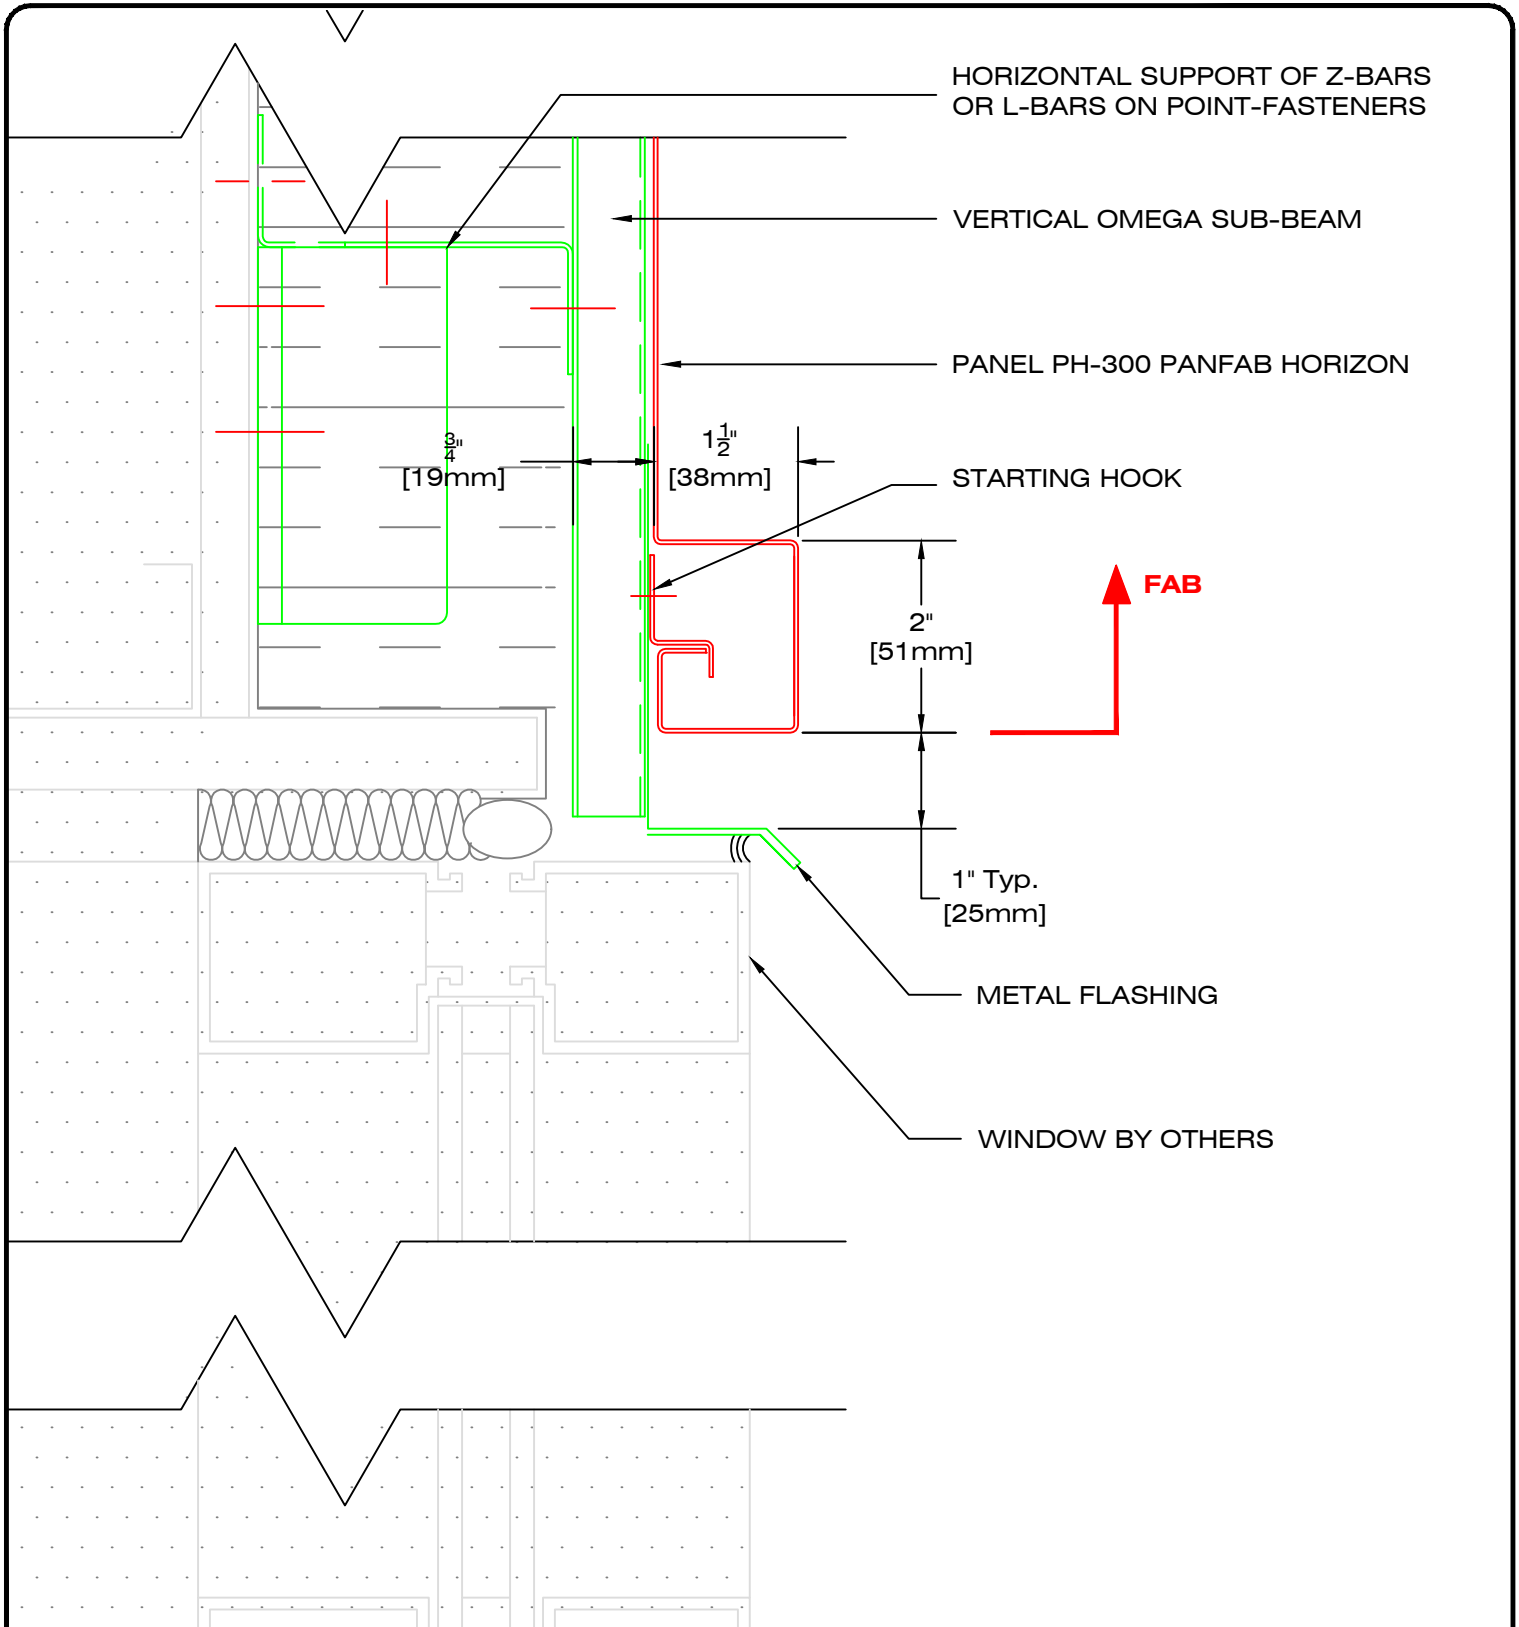 HORIZONTAL SUPPORT OF Z-BARS
OR L-BARS ON POINT-FASTENERS
VERTICAL OMEGA SUB-BEAM
PANEL PH-300 PANFAB HORIZON
3/4"
[19mm]
1 1/2"
[38mm]
STARTING HOOK
FAB
2"
[51mm]
1" Typ.
[25mm]
METAL FLASHING
WINDOW BY OTHERS